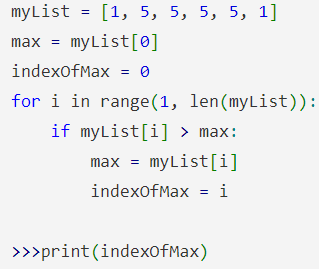 myList = [1, 5, 5, 5, 5, 1]
max = myList[0]
indexOfMax = 0
for i in range(1, len(myList)):
    if myList[i] > max:
        max = myList[i]
        indexOfMax = i

>>>print(indexOfMax)